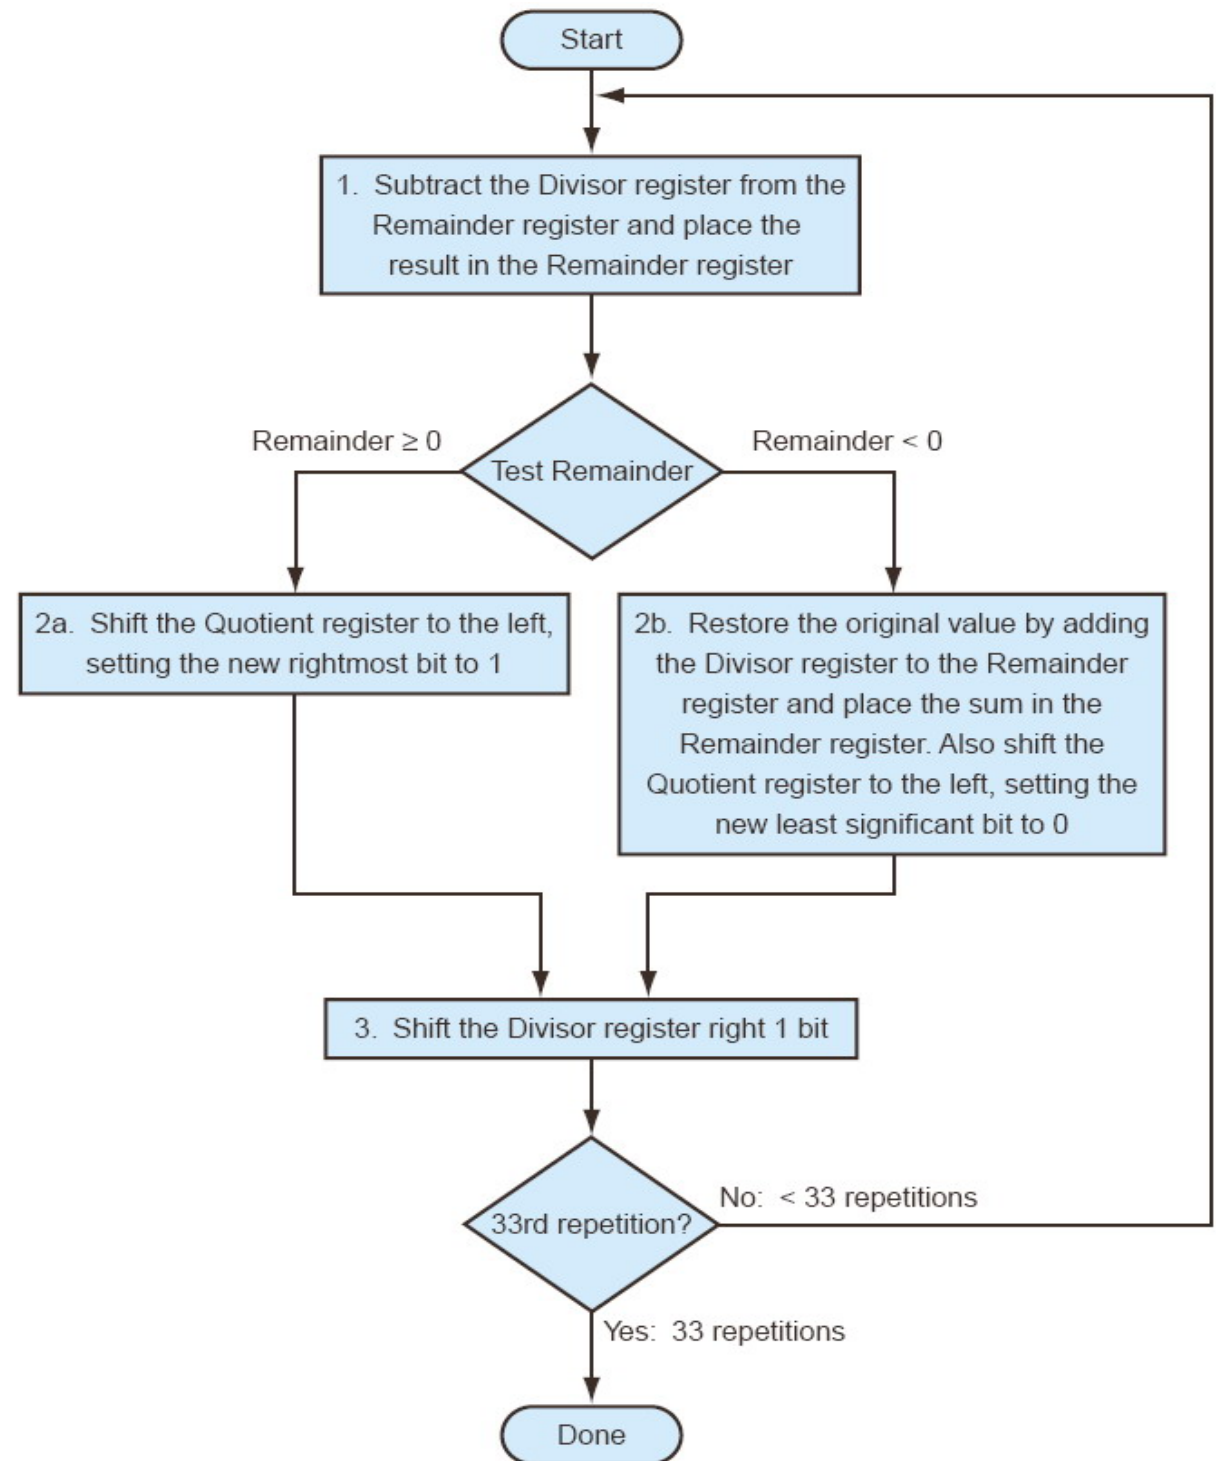 Start
1. Subtract the Divisor register from the
Remainder register and place the
result in the Remainder register
Remainder ≥ 0
Test Remainder
Remainder < 0
2a. Shift the Quotient register to the left,
setting the new rightmost bit to 1
2b. Restore the original value by adding
the Divisor register to the Remainder
register and place the sum in the
Remainder register. Also shift the
Quotient register to the left, setting the
new least significant bit to 0
3. Shift the Divisor register right 1 bit
33rd repetition?
No: < 33 repetitions
Yes: 33 repetitions
Done